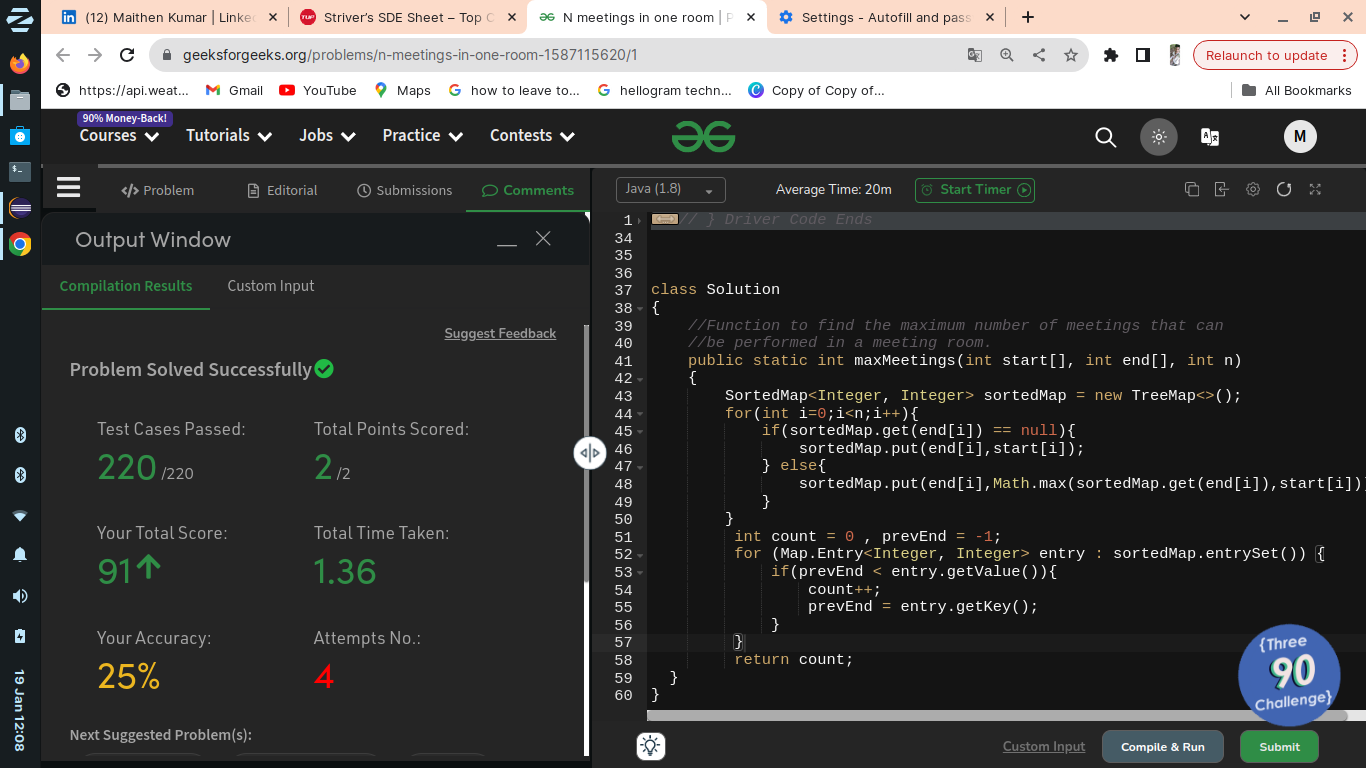 (12) Maithen Kumar | Linke
Striver's SDE Sheet – Top C
N meetings in one room | P
Settings - Autofill and pass
geeksforgeeks.org/problems/n-meetings-in-one-room-1587115620/1
Relaunch to update
https://api.weat...
Gmail
YouTube
Maps
how to leave to...
hellogram techn...
Copy of Copy of...
All Bookmarks
90% Money-Back!
Courses
Tutorials
Jobs
Practice
Contests
M
Problem
Editorial
Submissions
Comments
Output Window
Compilation Results
Custom Input
Suggest Feedback
Problem Solved Successfully
Test Cases Passed:
Total Points Scored:
220 /220
2 /2
Your Total Score:
Total Time Taken:
91
1.36
Your Accuracy:
Attempts No.:
25%
4
Next Suggested Problem(s):
Java (1.8)
Average Time: 20m
Start Timer
1 // } Driver Code Ends
34
35
36
37 class Solution
38 {
39 //Function to find the maximum number of meetings that can
40 //be performed in a meeting room.
41 public static int maxMeetings(int start[], int end[], int n)
42 {
43 SortedMap<Integer, Integer> sortedMap = new TreeMap<>();
44 for(int i=0;i<n;i++){
45 if(sortedMap.get(end[i]) == null){
46 sortedMap.put(end[i],start[i]);
47 } else{
48 sortedMap.put(end[i],Math.max(sortedMap.get(end[i]),start[i])
49 }
50 }
51 int count = 0 , prevEnd = -1;
52 for (Map.Entry<Integer, Integer> entry : sortedMap.entrySet()) {
53 if(prevEnd < entry.getValue()){
54 count++;
55 prevEnd = entry.getKey();
56 }
57 }
58 return count;
59 }
60 }
{Three
90
Challenge}
Custom Input
Compile & Run
Submit
19 Jan 12:08